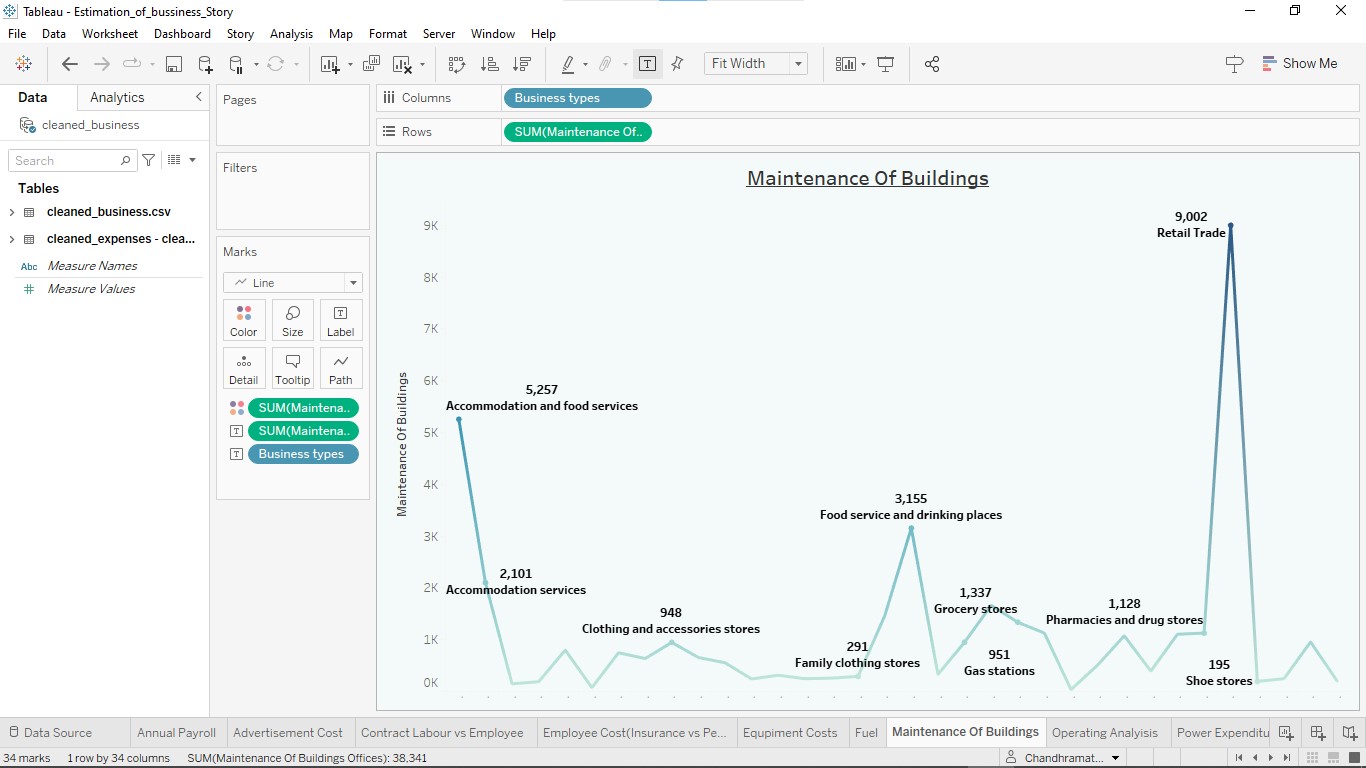 Tableau - Estimation_of_bussiness_Story
File Data Worksheet Dashboard Story Analysis Map Format Server Window Help
Fit Width
Show Me
Data Analytics
cleaned_business
Search
Tables
cleaned_business.csv
cleaned_expenses - clea...
Abc Measure Names
# Measure Values
Pages
Filters
Marks
Line
Color Size Label
Detail Tooltip Path
SUM(Maintena..
SUM(Maintena..
Business types
Columns Business types
Rows SUM(Maintenance Of..
Maintenance Of Buildings
Maintenance Of Buildings
9K
8K
7K
6K
5K
4K
3K
2K
1K
0K
9,002
Retail Trade
5,257
Accommodation and food services
3,155
Food service and drinking places
2,101
Accommodation services
948
Clothing and accessories stores
1,337
Grocery stores
1,128
Pharmacies and drug stores
291
Family clothing stores
951
Gas stations
195
Shoe stores
Data Source Annual Payroll Advertisement Cost Contract Labour vs Employee Employee Cost(Insurance vs Pe... Equpiment Costs Fuel Maintenance Of Buildings Operating Analyisis Power Expenditu
34 marks 1 row by 34 columns SUM(Maintenance Of Buildings Offices): 38,341 Chandhramat...